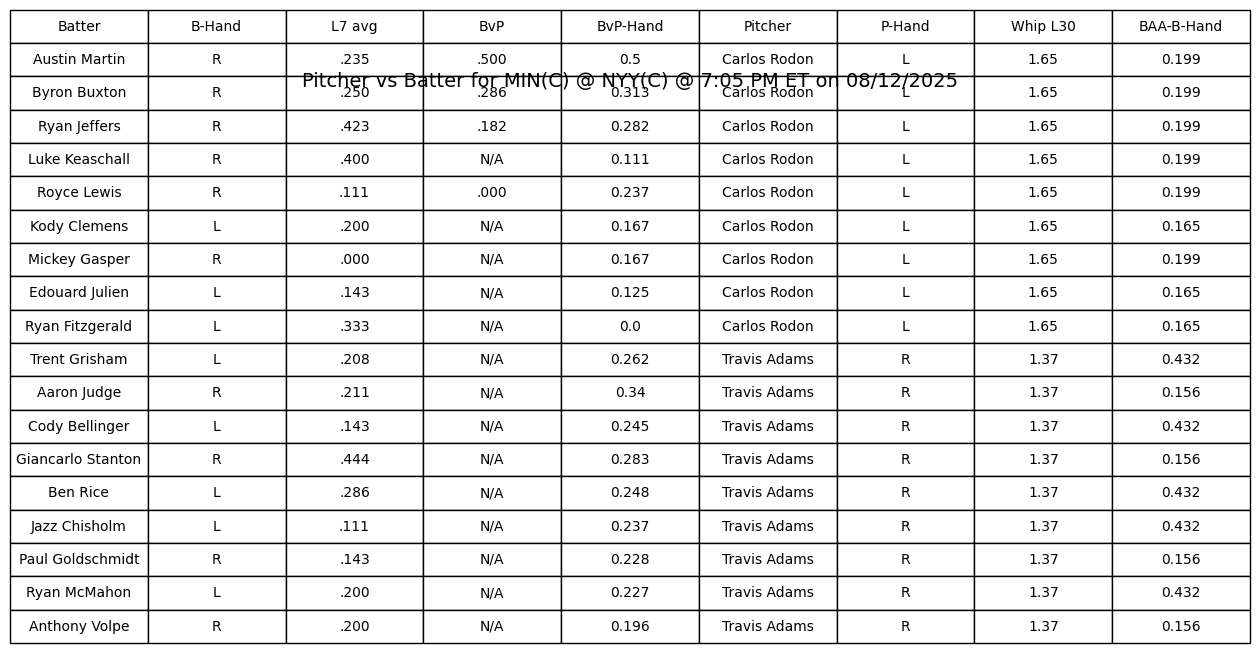 Batter B-Hand L7 avg BvP BvP-Hand Pitcher P-Hand Whip L30 BAA-B-Hand
Austin Martin R .235 .500 0.5 Carlos Rodon L 1.65 0.199
Pitcher vs Batter for MIN(C) @ NYY(C) @ 7:05 PM ET on 08/12/2025
Byron Buxton R .250 .286 0.313 Carlos Rodon L 1.65 0.199
Ryan Jeffers R .423 .182 0.282 Carlos Rodon L 1.65 0.199
Luke Keaschall R .400 N/A 0.111 Carlos Rodon L 1.65 0.199
Royce Lewis R .111 .000 0.237 Carlos Rodon L 1.65 0.199
Kody Clemens L .200 N/A 0.167 Carlos Rodon L 1.65 0.165
Mickey Gasper R .000 N/A 0.167 Carlos Rodon L 1.65 0.199
Edouard Julien L .143 N/A 0.125 Carlos Rodon L 1.65 0.165
Ryan Fitzgerald L .333 N/A 0.0 Carlos Rodon L 1.65 0.165
Trent Grisham L .208 N/A 0.262 Travis Adams R 1.37 0.432
Aaron Judge R .211 N/A 0.34 Travis Adams R 1.37 0.156
Cody Bellinger L .143 N/A 0.245 Travis Adams R 1.37 0.432
Giancarlo Stanton R .444 N/A 0.283 Travis Adams R 1.37 0.156
Ben Rice L .286 N/A 0.248 Travis Adams R 1.37 0.432
Jazz Chisholm L .111 N/A 0.237 Travis Adams R 1.37 0.432
Paul Goldschmidt R .143 N/A 0.228 Travis Adams R 1.37 0.156
Ryan McMahon L .200 N/A 0.227 Travis Adams R 1.37 0.432
Anthony Volpe R .200 N/A 0.196 Travis Adams R 1.37 0.156